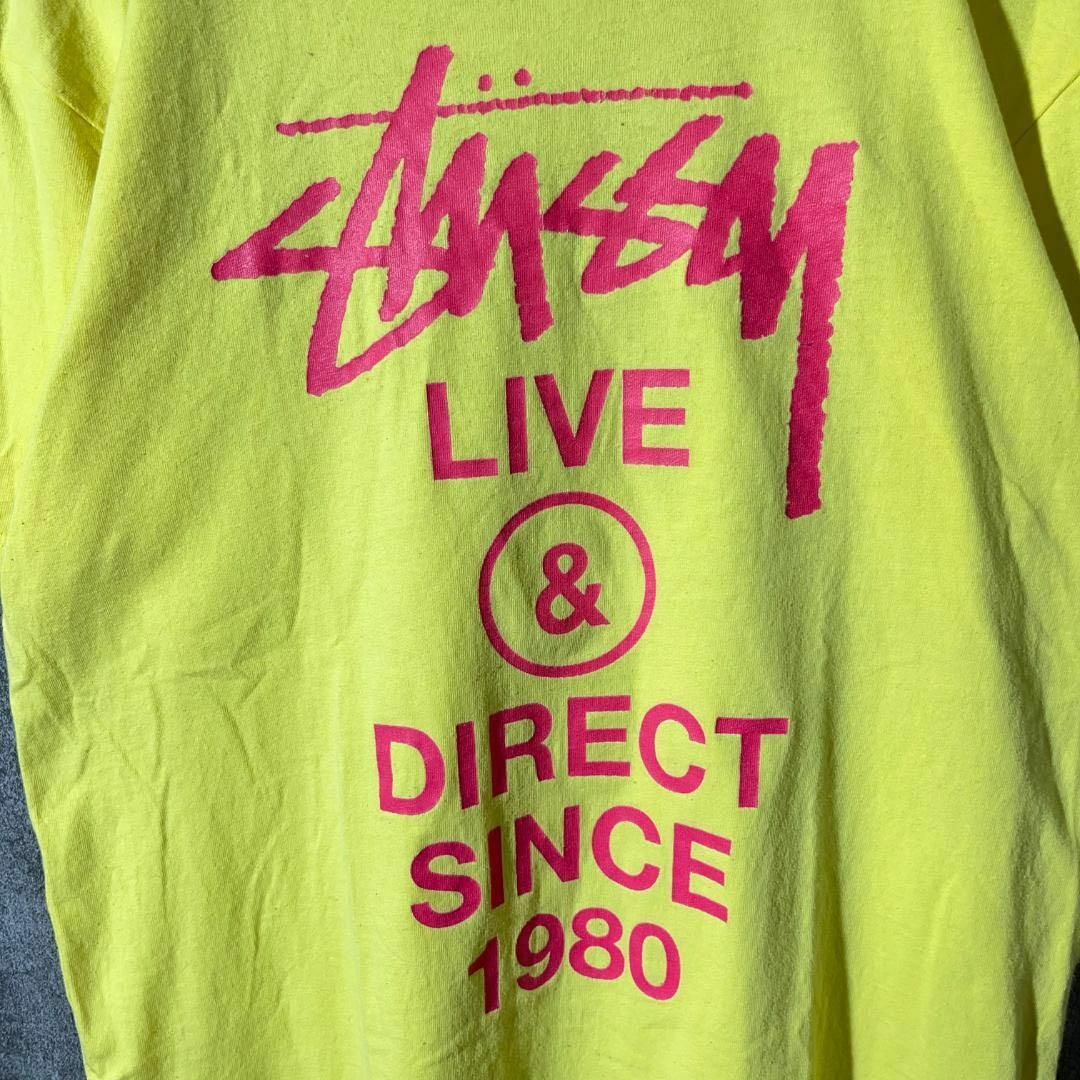 Stüssy
LIVE
&
DIRECT
SINCE
1980